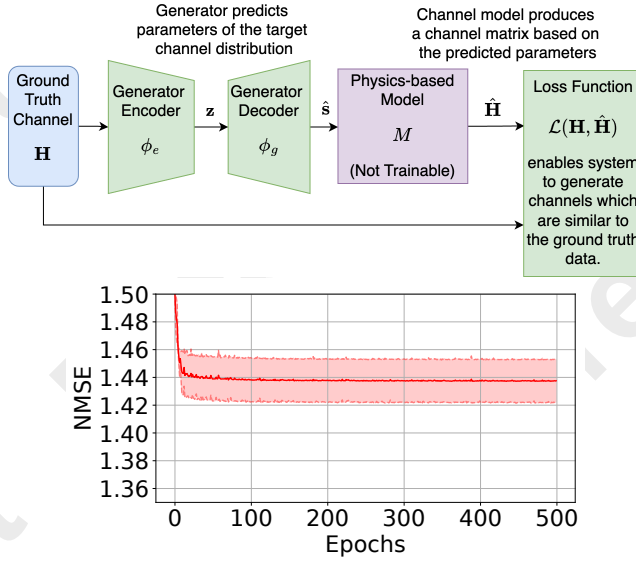 Generator predicts
parameters of the target
channel distribution
Channel model produces
a channel matrix based on
the predicted parameters
Ground
Truth
Channel
H
Generator
Encoder
ϕₑ
z
Generator
Decoder
ϕ_g
ŝ
Physics-based
Model
M
(Not Trainable)
Ĥ
Loss Function
ℒ(H, Ĥ)
enables system
to generate
channels which
are similar to
the ground truth
data.
NMSE
1.50
1.48
1.46
1.44
1.42
1.40
1.38
1.36
0 100 200 300 400 500
Epochs